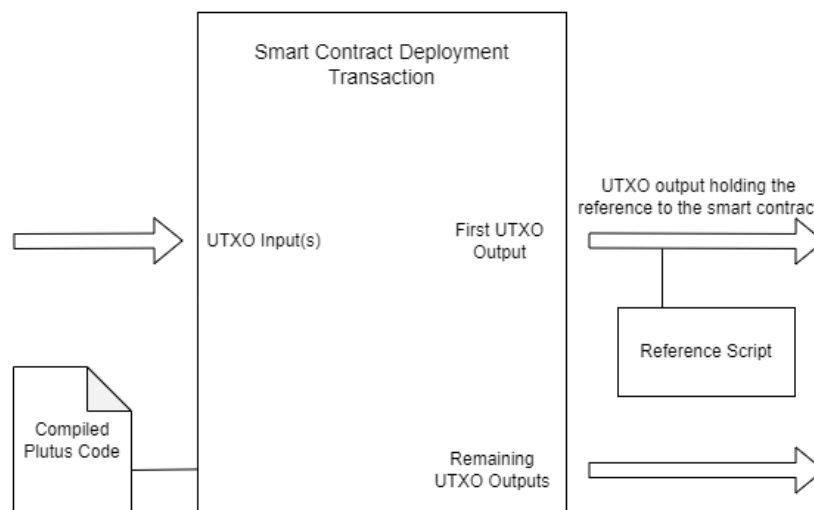 Smart Contract Deployment
Transaction
UTXO output holding the
reference to the smart contrac
UTXO Input(s)
First UTXO
Output
Reference Script
Compiled
Plutus Code
Remaining
UTXO Outputs